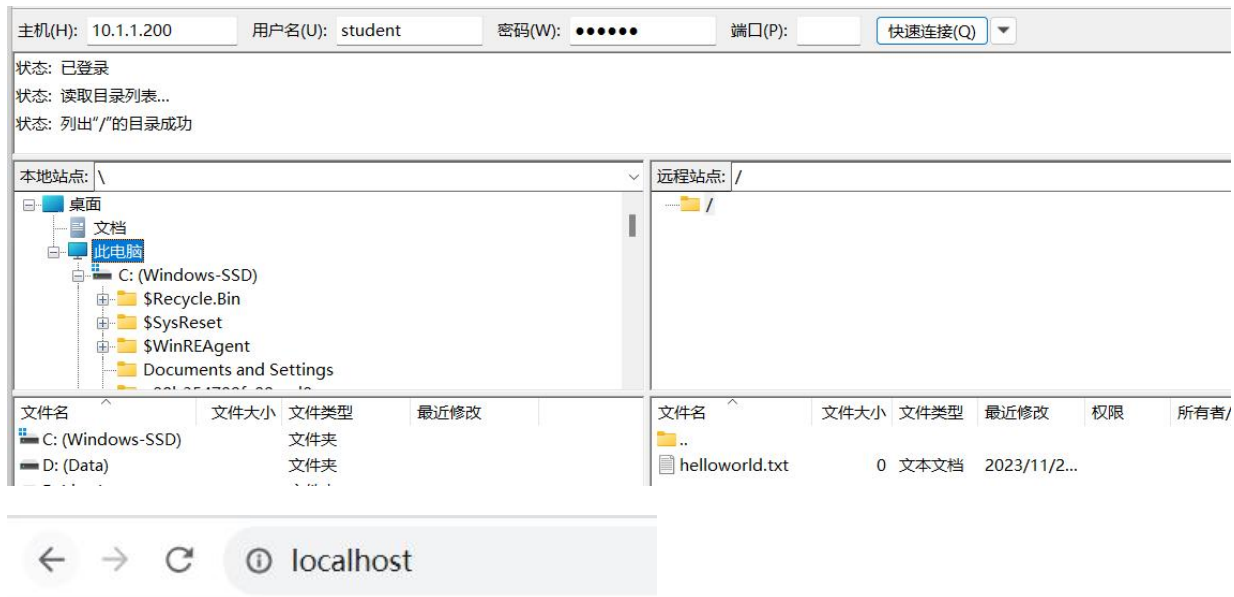 主机(H): 10.1.1.200 用户名(U): student 密码(W): ●●●●●● 端口(P): 快速连接(Q)
状态: 已登录
状态: 读取目录列表...
状态: 列出“/”的目录成功
本地站点: \
桌面
文档
此电脑
C: (Windows-SSD)
$Recycle.Bin
$SysReset
$WinREAgent
Documents and Settings
远程站点: /
/
文件名 文件大小 文件类型 最近修改
C: (Windows-SSD) 文件夹
D: (Data) 文件夹
文件名 文件大小 文件类型 最近修改 权限 所有者/
..
helloworld.txt 0 文本文档 2023/11/2...
localhost